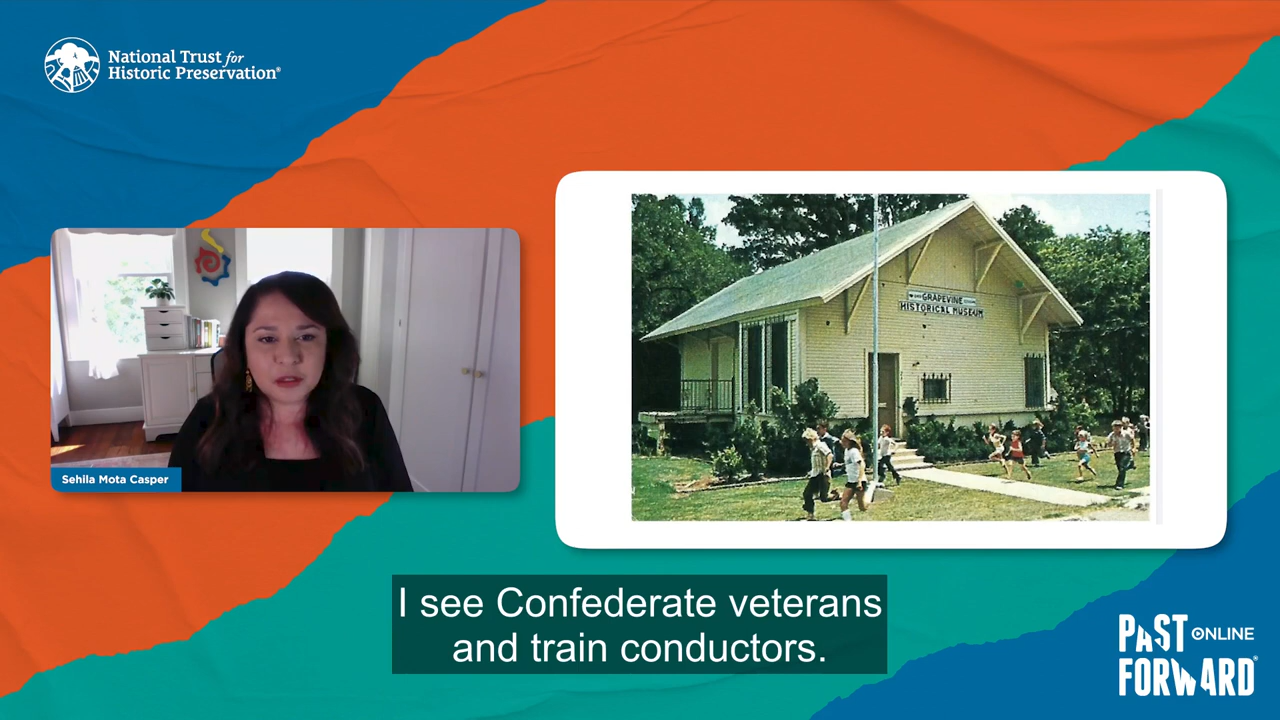 National Trust for
Historic Preservation®
GRAPEVINE
HISTORICAL MUSEUM
Sehila Mota Casper
I see Confederate veterans
and train conductors.
PAST ONLINE
FORWARD®